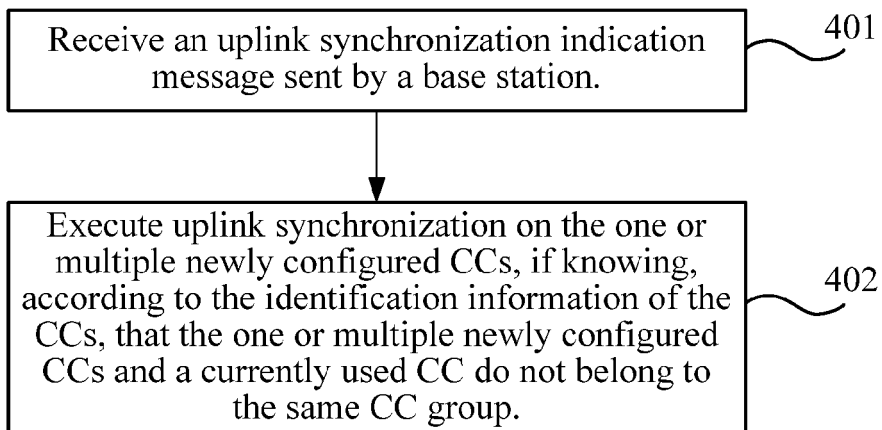 Receive an uplink synchronization indication
message sent by a base station.
401
Execute uplink synchronization on the one or
multiple newly configured CCs, if knowing,
according to the identification information of the
CCs, that the one or multiple newly configured
CCs and a currently used CC do not belong to
the same CC group.
402